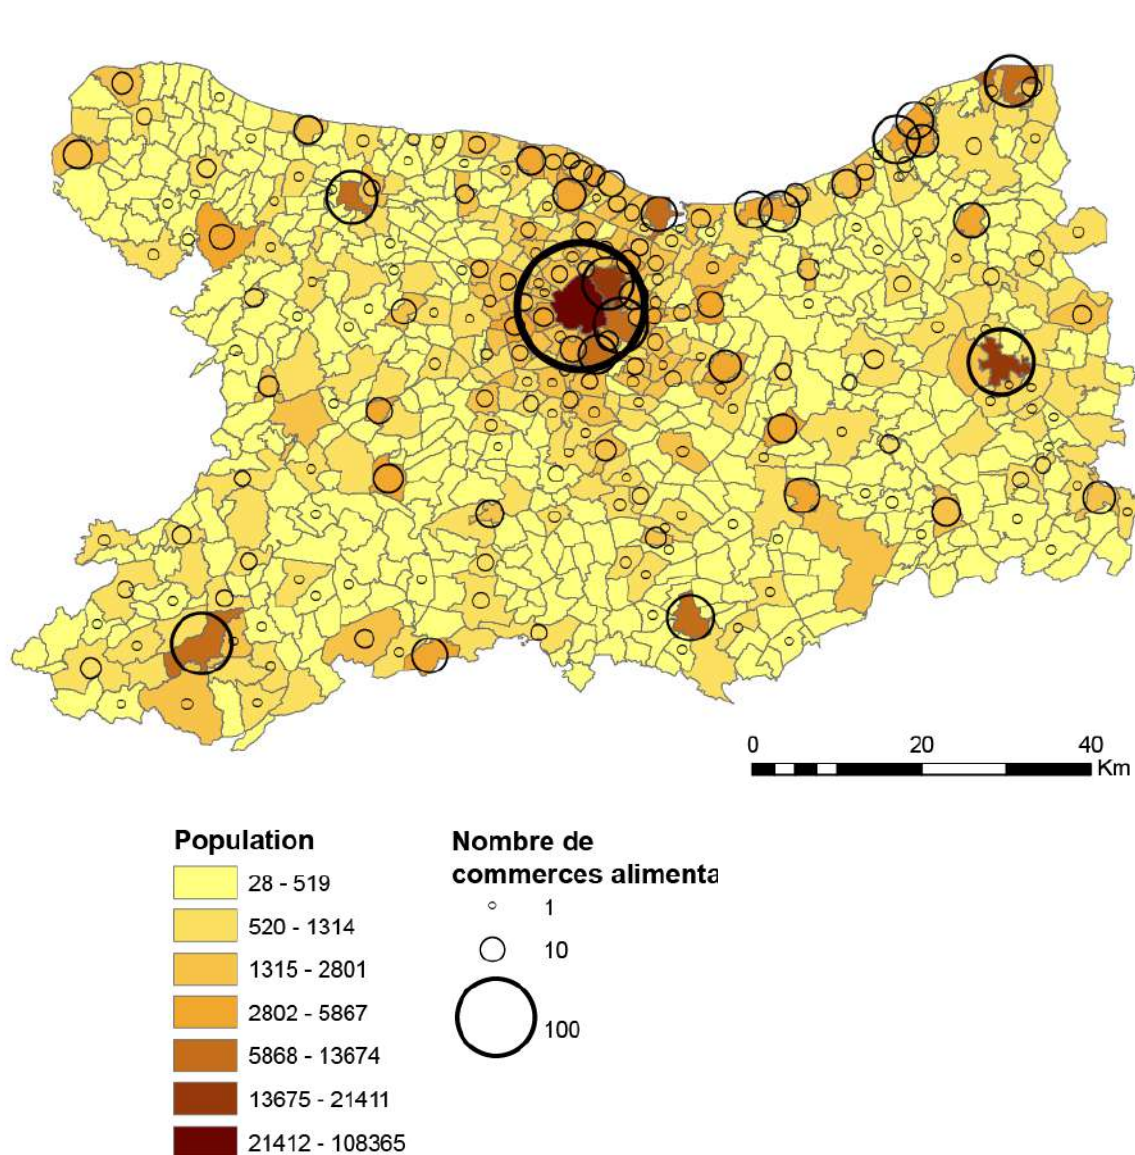 0 20 40
Km
Population
28 - 519
520 - 1314
1315 - 2801
2802 - 5867
5868 - 13674
13675 - 21411
21412 - 108365
Nombre de
commerces alimenta
1
10
100